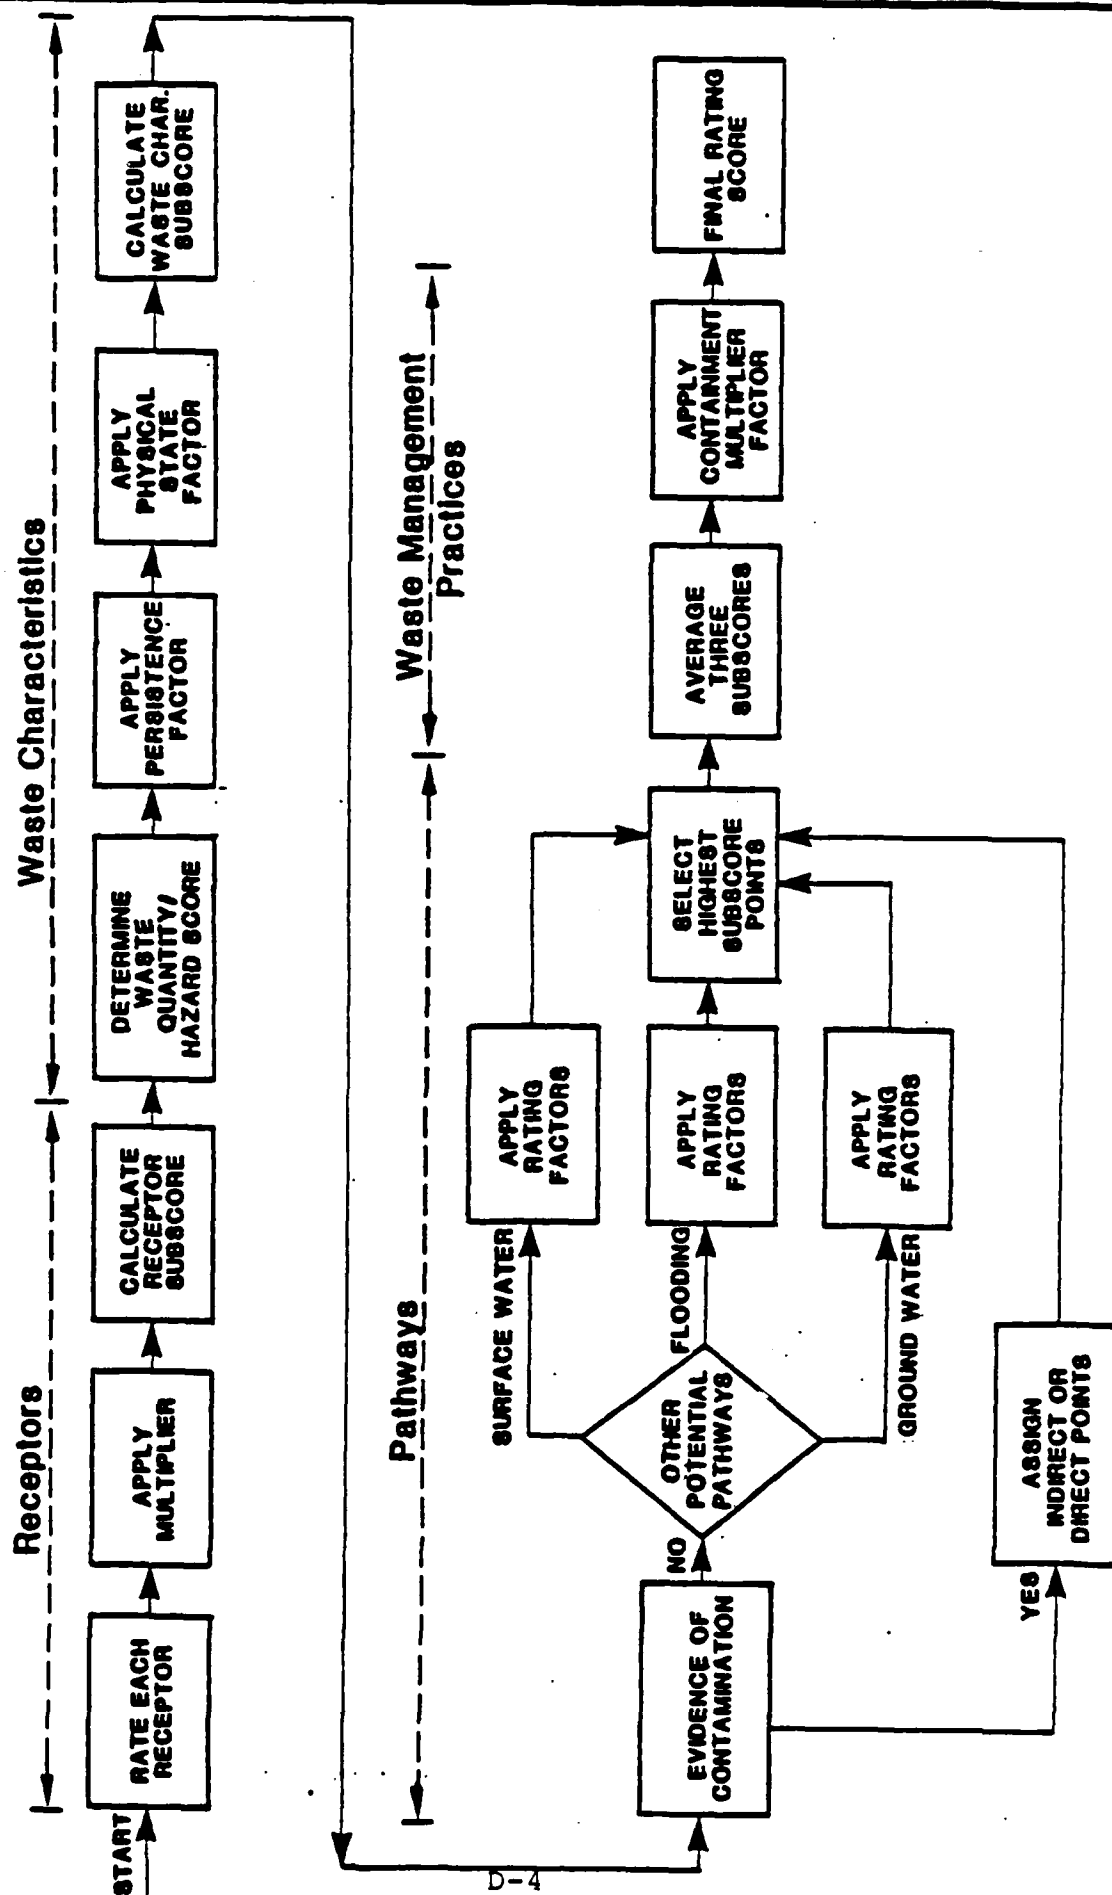 Receptors
Waste Characteristics
START
RATE EACH
RECEPTOR
APPLY
MULTIPLIER
CALCULATE
RECEPTOR
SUBSCORE
DETERMINE
WASTE
QUANTITY/
HAZARD SCORE
APPLY
PERSISTENCE
FACTOR
APPLY
PHYSICAL
STATE
FACTOR
CALCULATE
WASTE CHAR.
SUBSCORE
Pathways
Waste Management
Practices
EVIDENCE OF
CONTAMINATION
NO
YES
OTHER
POTENTIAL
PATHWAYS
SURFACE WATER
FLOODING
GROUND WATER
APPLY
RATING
FACTORS
APPLY
RATING
FACTORS
APPLY
RATING
FACTORS
ASSIGN
INDIRECT OR
DIRECT POINTS
SELECT
HIGHEST
SUBSCORE
POINTS
AVERAGE
THREE
SUBSCORES
APPLY
CONTAINMENT
MULTIPLIER
FACTOR
FINAL RATING
SCORE
D-4